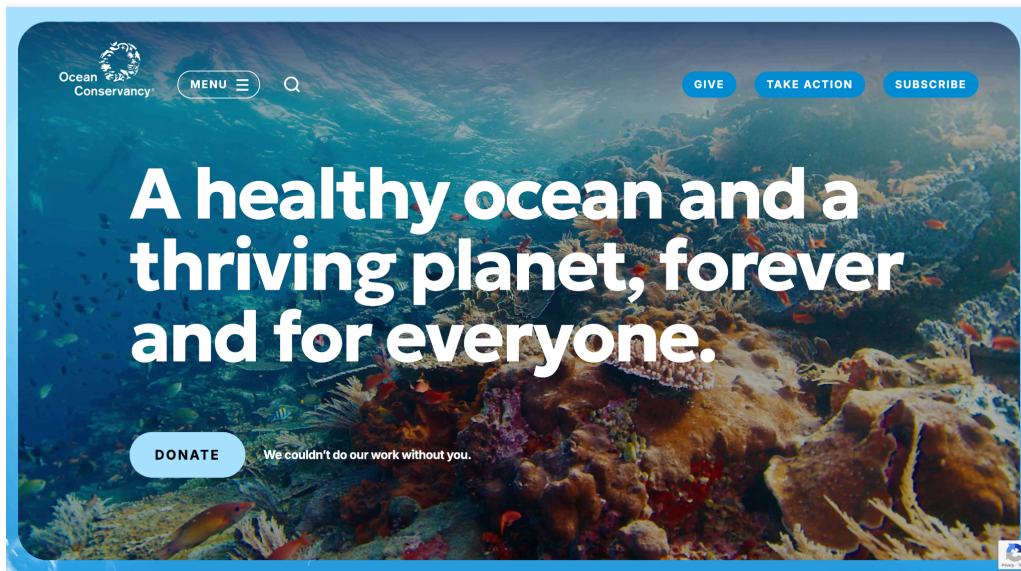 Ocean
Conservancy
MENU
GIVE
TAKE ACTION
SUBSCRIBE
A healthy ocean and a
thriving planet, forever
and for everyone.
DONATE
We couldn't do our work without you.